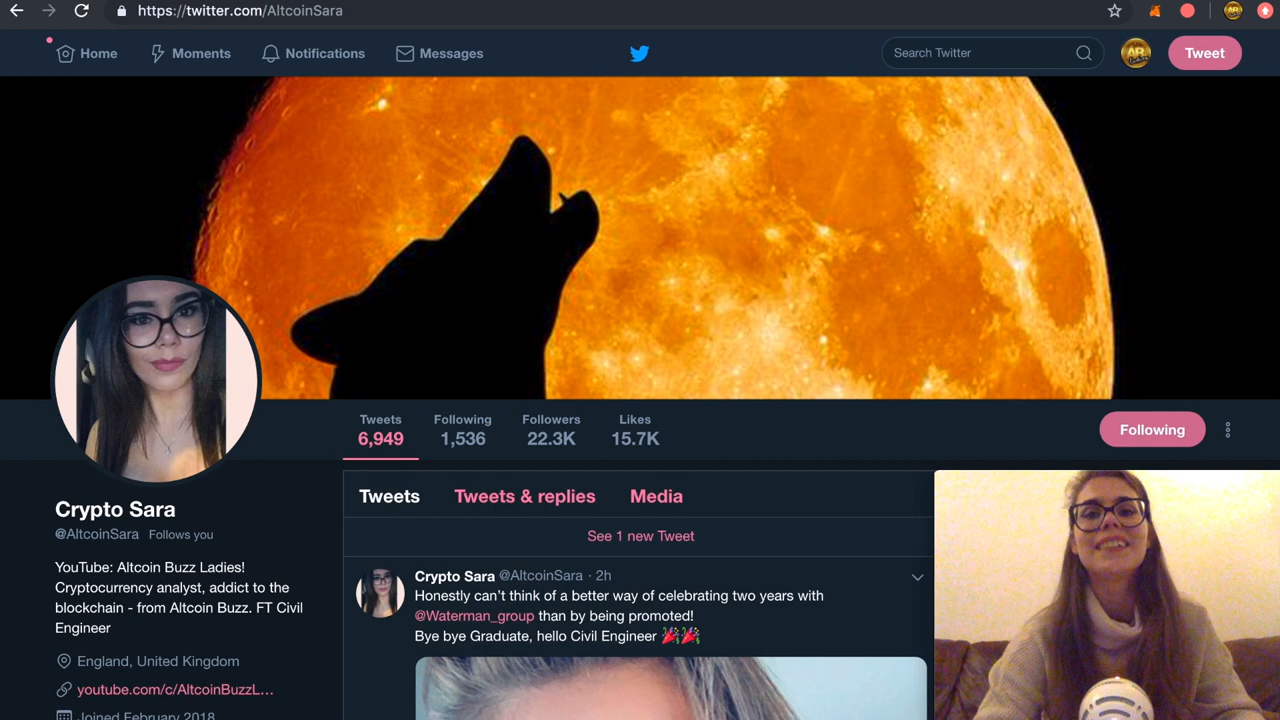 https://twitter.com/AltcoinSara
Home
Moments
Notifications
Messages
Search Twitter
Tweet
Tweets
Following
Followers
Likes
6,949
1,536
22.3K
15.7K
Following
Crypto Sara
@AltcoinSara Follows you
YouTube: Altcoin Buzz Ladies!
Cryptocurrency analyst, addict to the
blockchain - from Altcoin Buzz. FT Civil
Engineer
England, United Kingdom
youtube.com/c/AltcoinBuzzL...
Joined February 2018
Tweets
Tweets & replies
Media
See 1 new Tweet
Crypto Sara @AltcoinSara · 2h
Honestly can't think of a better way of celebrating two years with
@Waterman_group than by being promoted!
Bye bye Graduate, hello Civil Engineer 🎉🎉